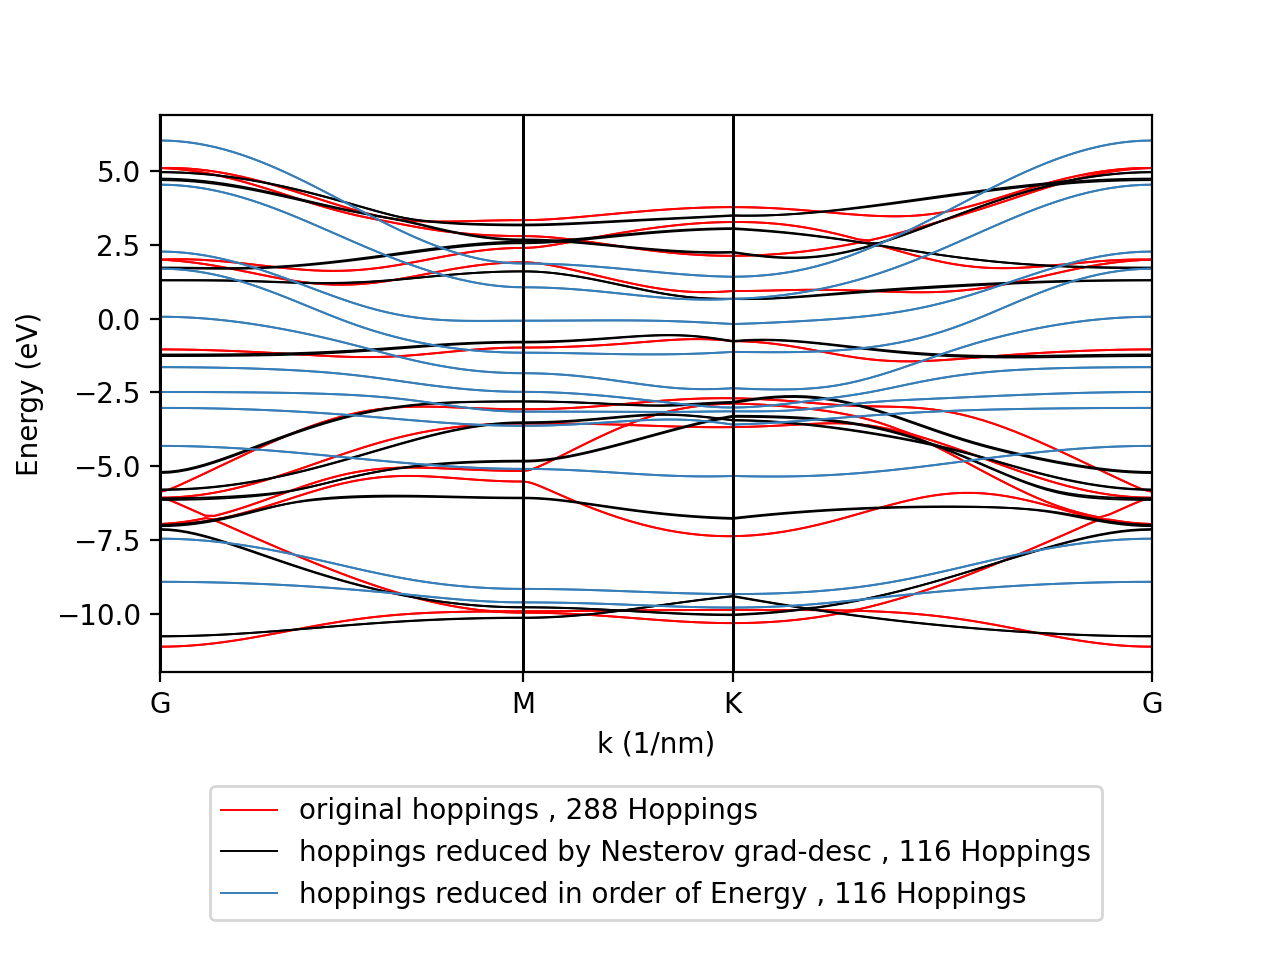 5.0
2.5
0.0
−2.5
−5.0
−7.5
−10.0
Energy (eV)
G M K G
k (1/nm)
original hoppings , 288 Hoppings
hoppings reduced by Nesterov grad-desc , 116 Hoppings
hoppings reduced in order of Energy , 116 Hoppings